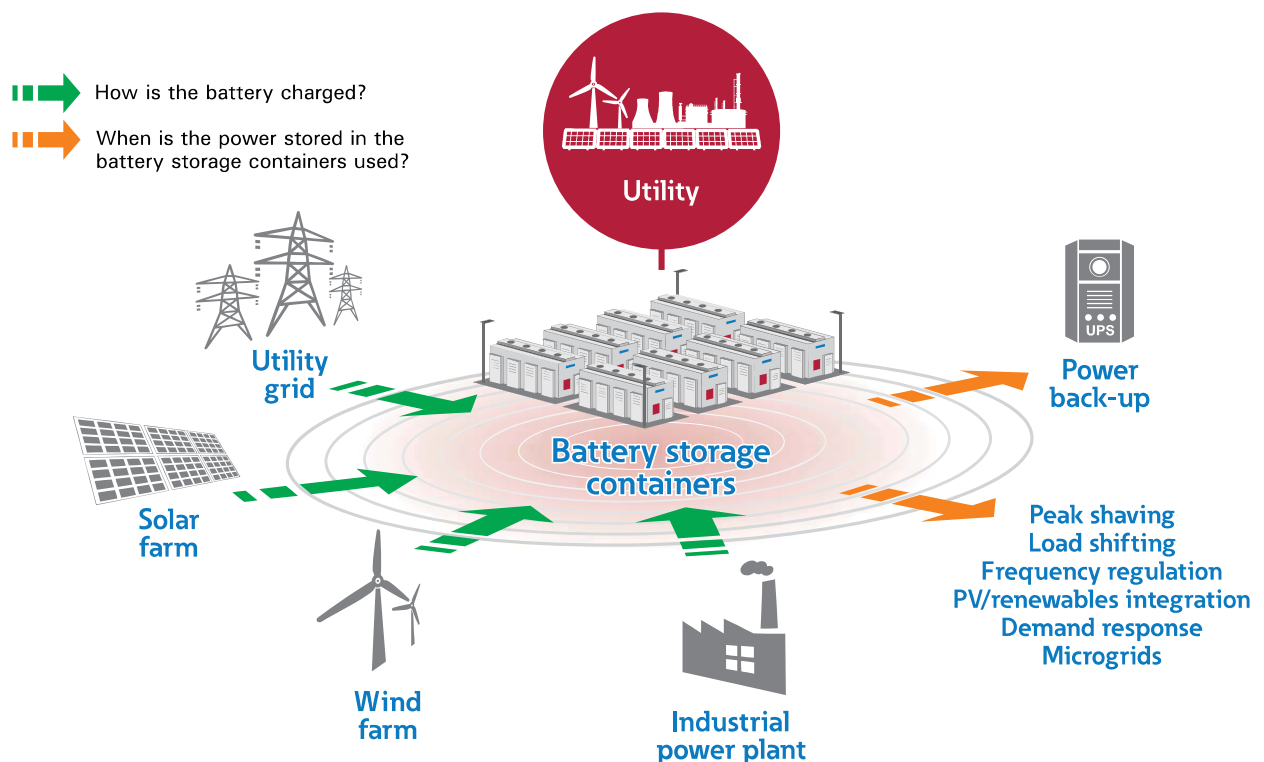 How is the battery charged?
When is the power stored in the
battery storage containers used?
Utility
Utility
grid
UPS
Power
back-up
Battery storage
containers
Solar
farm
Peak shaving
Load shifting
Frequency regulation
PV/renewables integration
Demand response
Microgrids
Wind
farm
Industrial
power plant